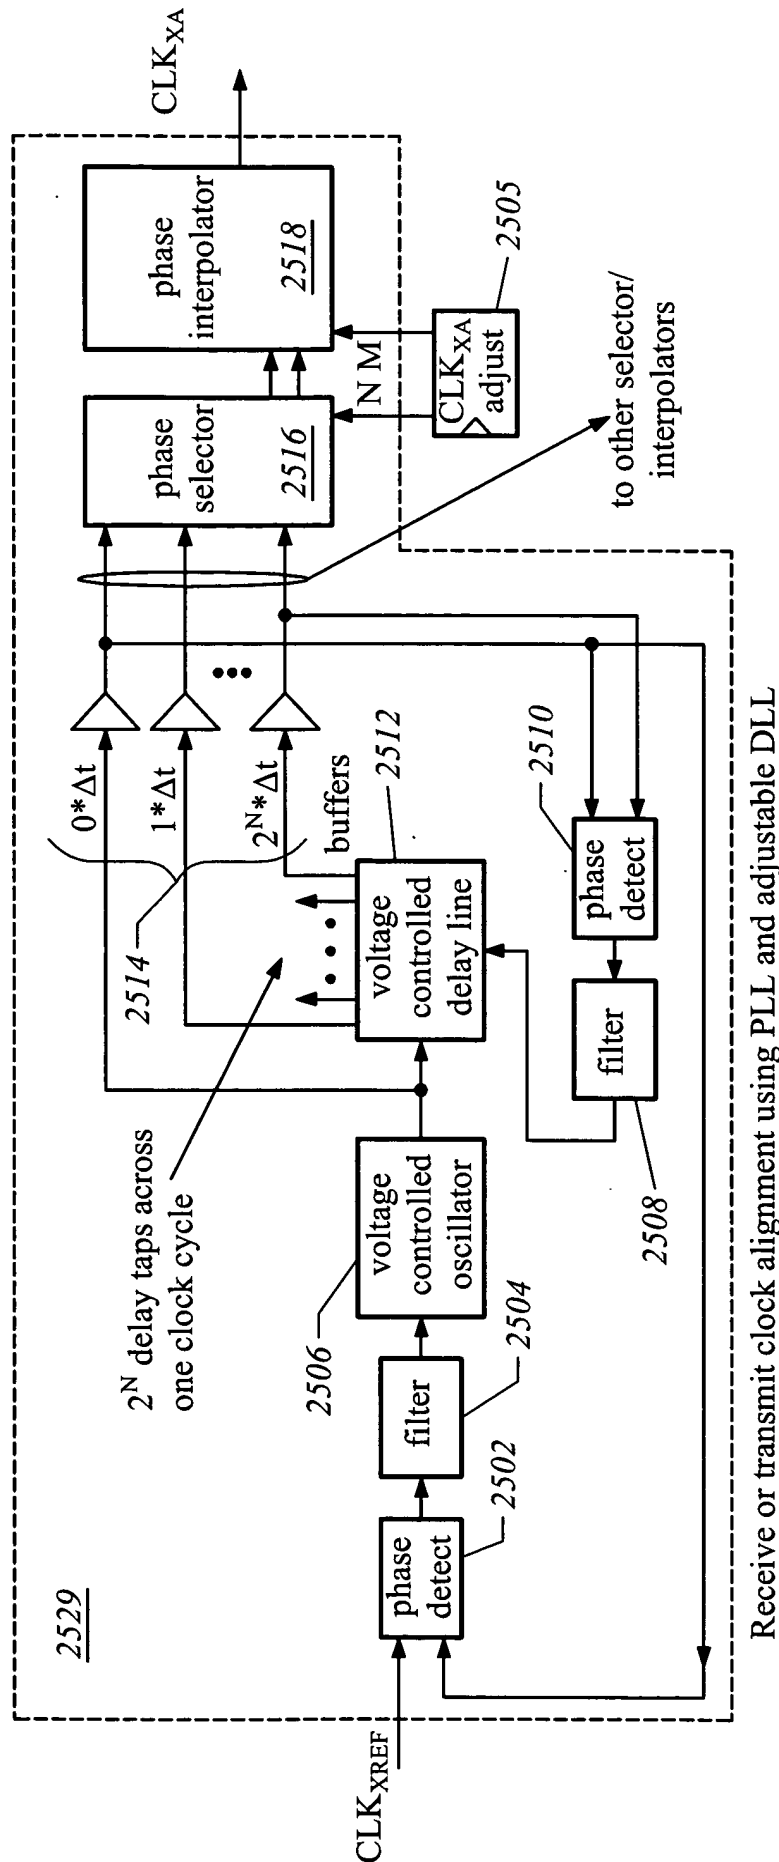 2529
CLK_XREF
phase
detect
2502
filter
2504
voltage
controlled
oscillator
2506
2^N delay taps across
one clock cycle
voltage
controlled
delay line
2512
2514
0*Δt
1*Δt
2^N*Δt
buffers
phase
detect
2510
filter
2508
phase
selector
2516
phase
interpolator
2518
CLK_XA
N M
CLK_XA
adjust
2505
to other selector/
interpolators
Receive or transmit clock alignment using PLL and adjustable DLL